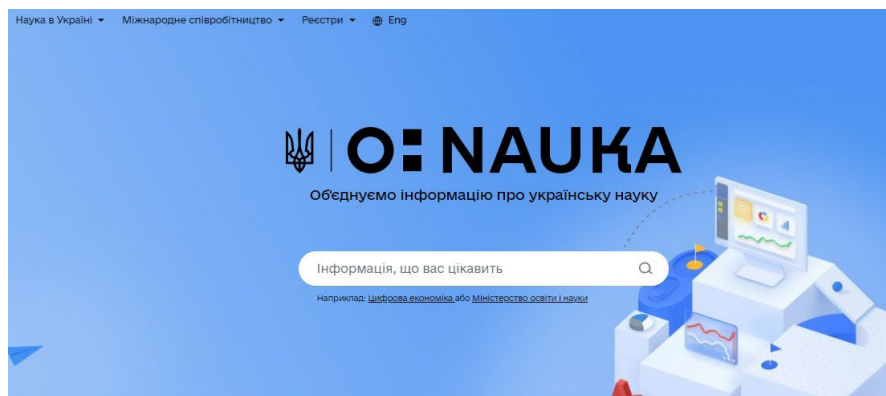 Наука в Україні Міжнародне співробітництво Реєстри Eng
O: NAUKA
Об'єднуємо інформацію про українську науку
Інформація, що вас цікавить
Наприклад: Цифрова економіка або Міністерство освіти і науки